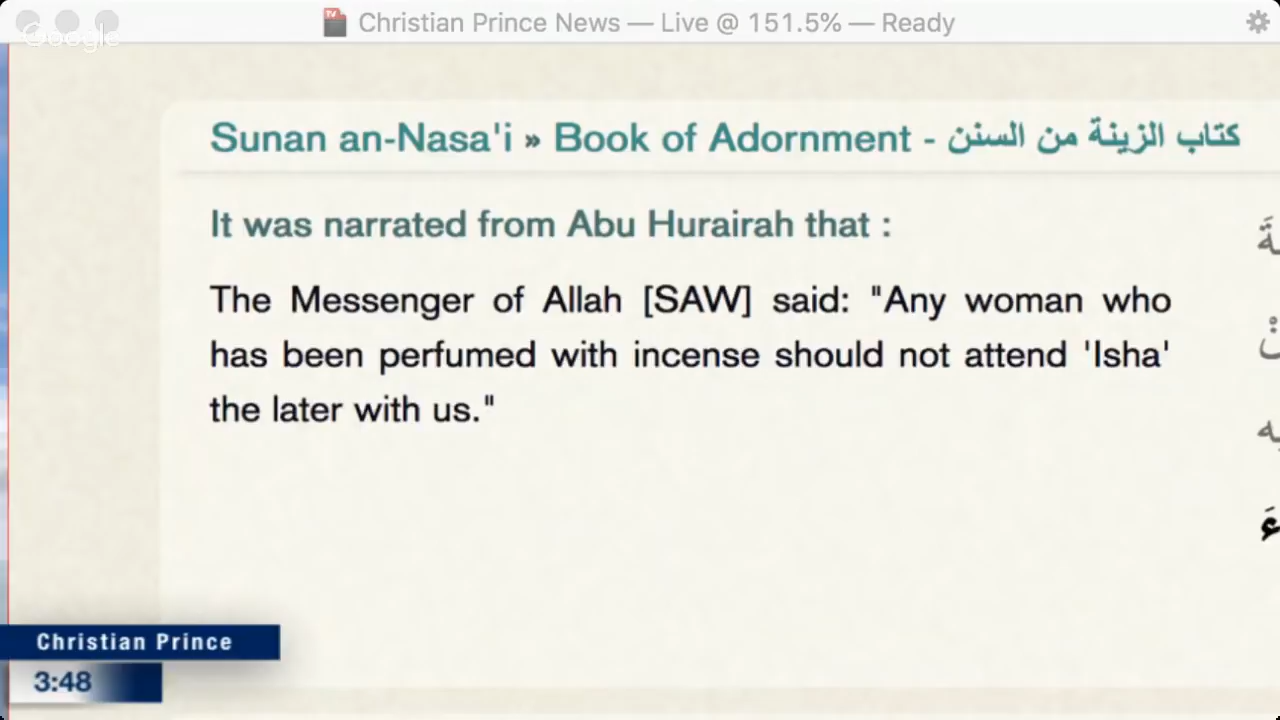 Christian Prince News — Live @ 151.5% — Ready
Google
Sunan an-Nasa'i » Book of Adornment - كتاب الزينة من السنن
It was narrated from Abu Hurairah that :
The Messenger of Allah [SAW] said: "Any woman who
has been perfumed with incense should not attend 'Isha'
the later with us."
Christian Prince
3:48